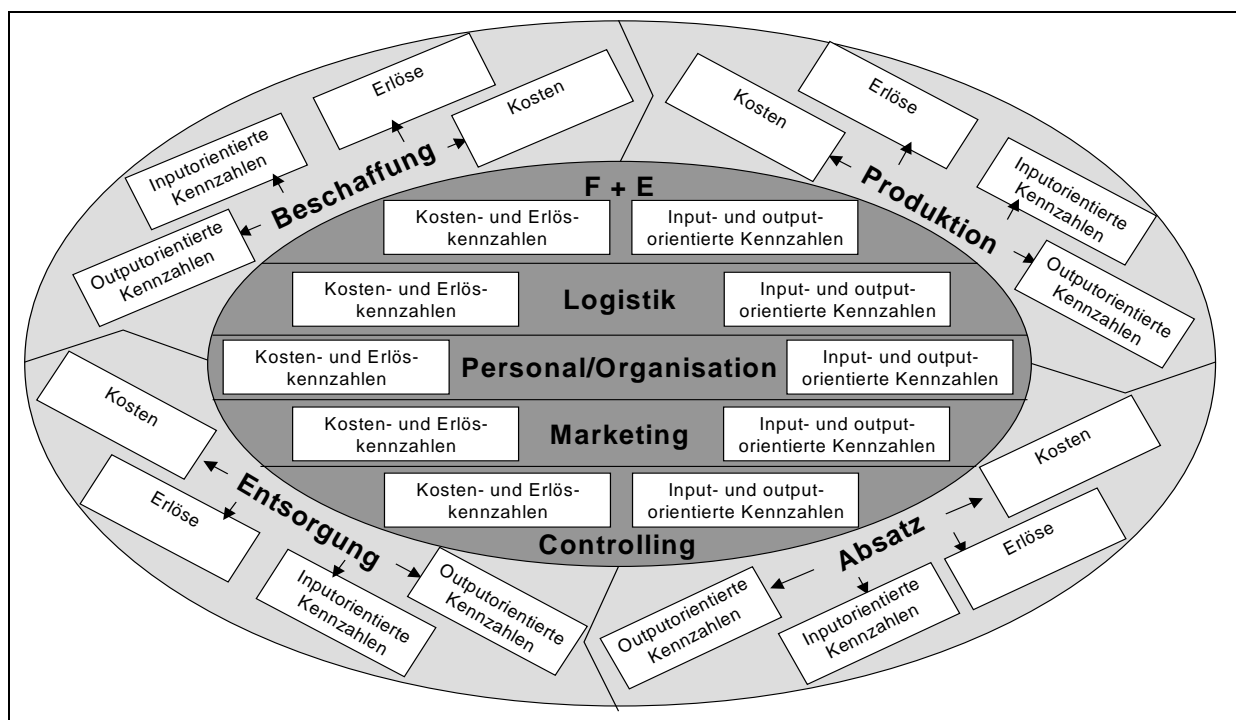 Erlöse
Kosten
Inputorientierte
Kennzahlen
Outputorientierte
Kennzahlen
Beschaffung
Kosten
Erlöse
Inputorientierte
Kennzahlen
Outputorientierte
Kennzahlen
Produktion
F + E
Kosten- und Erlös-
kennzahlen
Input- und output-
orientierte Kennzahlen
Kosten- und Erlös-
kennzahlen
Logistik
Input- und output-
orientierte Kennzahlen
Kosten- und Erlös-
kennzahlen
Personal/Organisation
Input- und output-
orientierte Kennzahlen
Kosten- und Erlös-
kennzahlen
Marketing
Input- und output-
orientierte Kennzahlen
Kosten- und Erlös-
kennzahlen
Input- und output-
orientierte Kennzahlen
Controlling
Kosten
Erlöse
Entsorgung
Inputorientierte
Kennzahlen
Outputorientierte
Kennzahlen
Kosten
Erlöse
Absatz
Inputorientierte
Kennzahlen
Outputorientierte
Kennzahlen